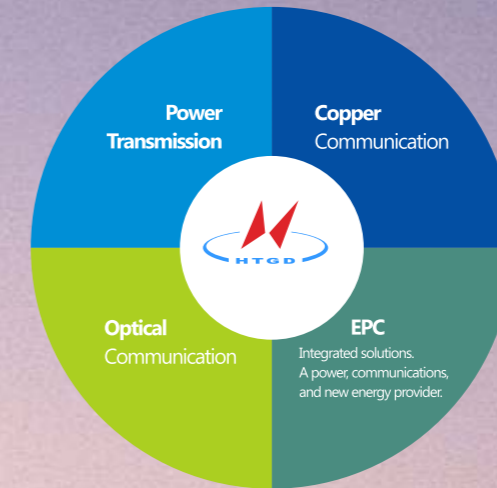 Power
Transmission
Copper
Communication
HTGD
Optical
Communication
EPC
Integrated solutions.
A power, communications,
and new energy provider.